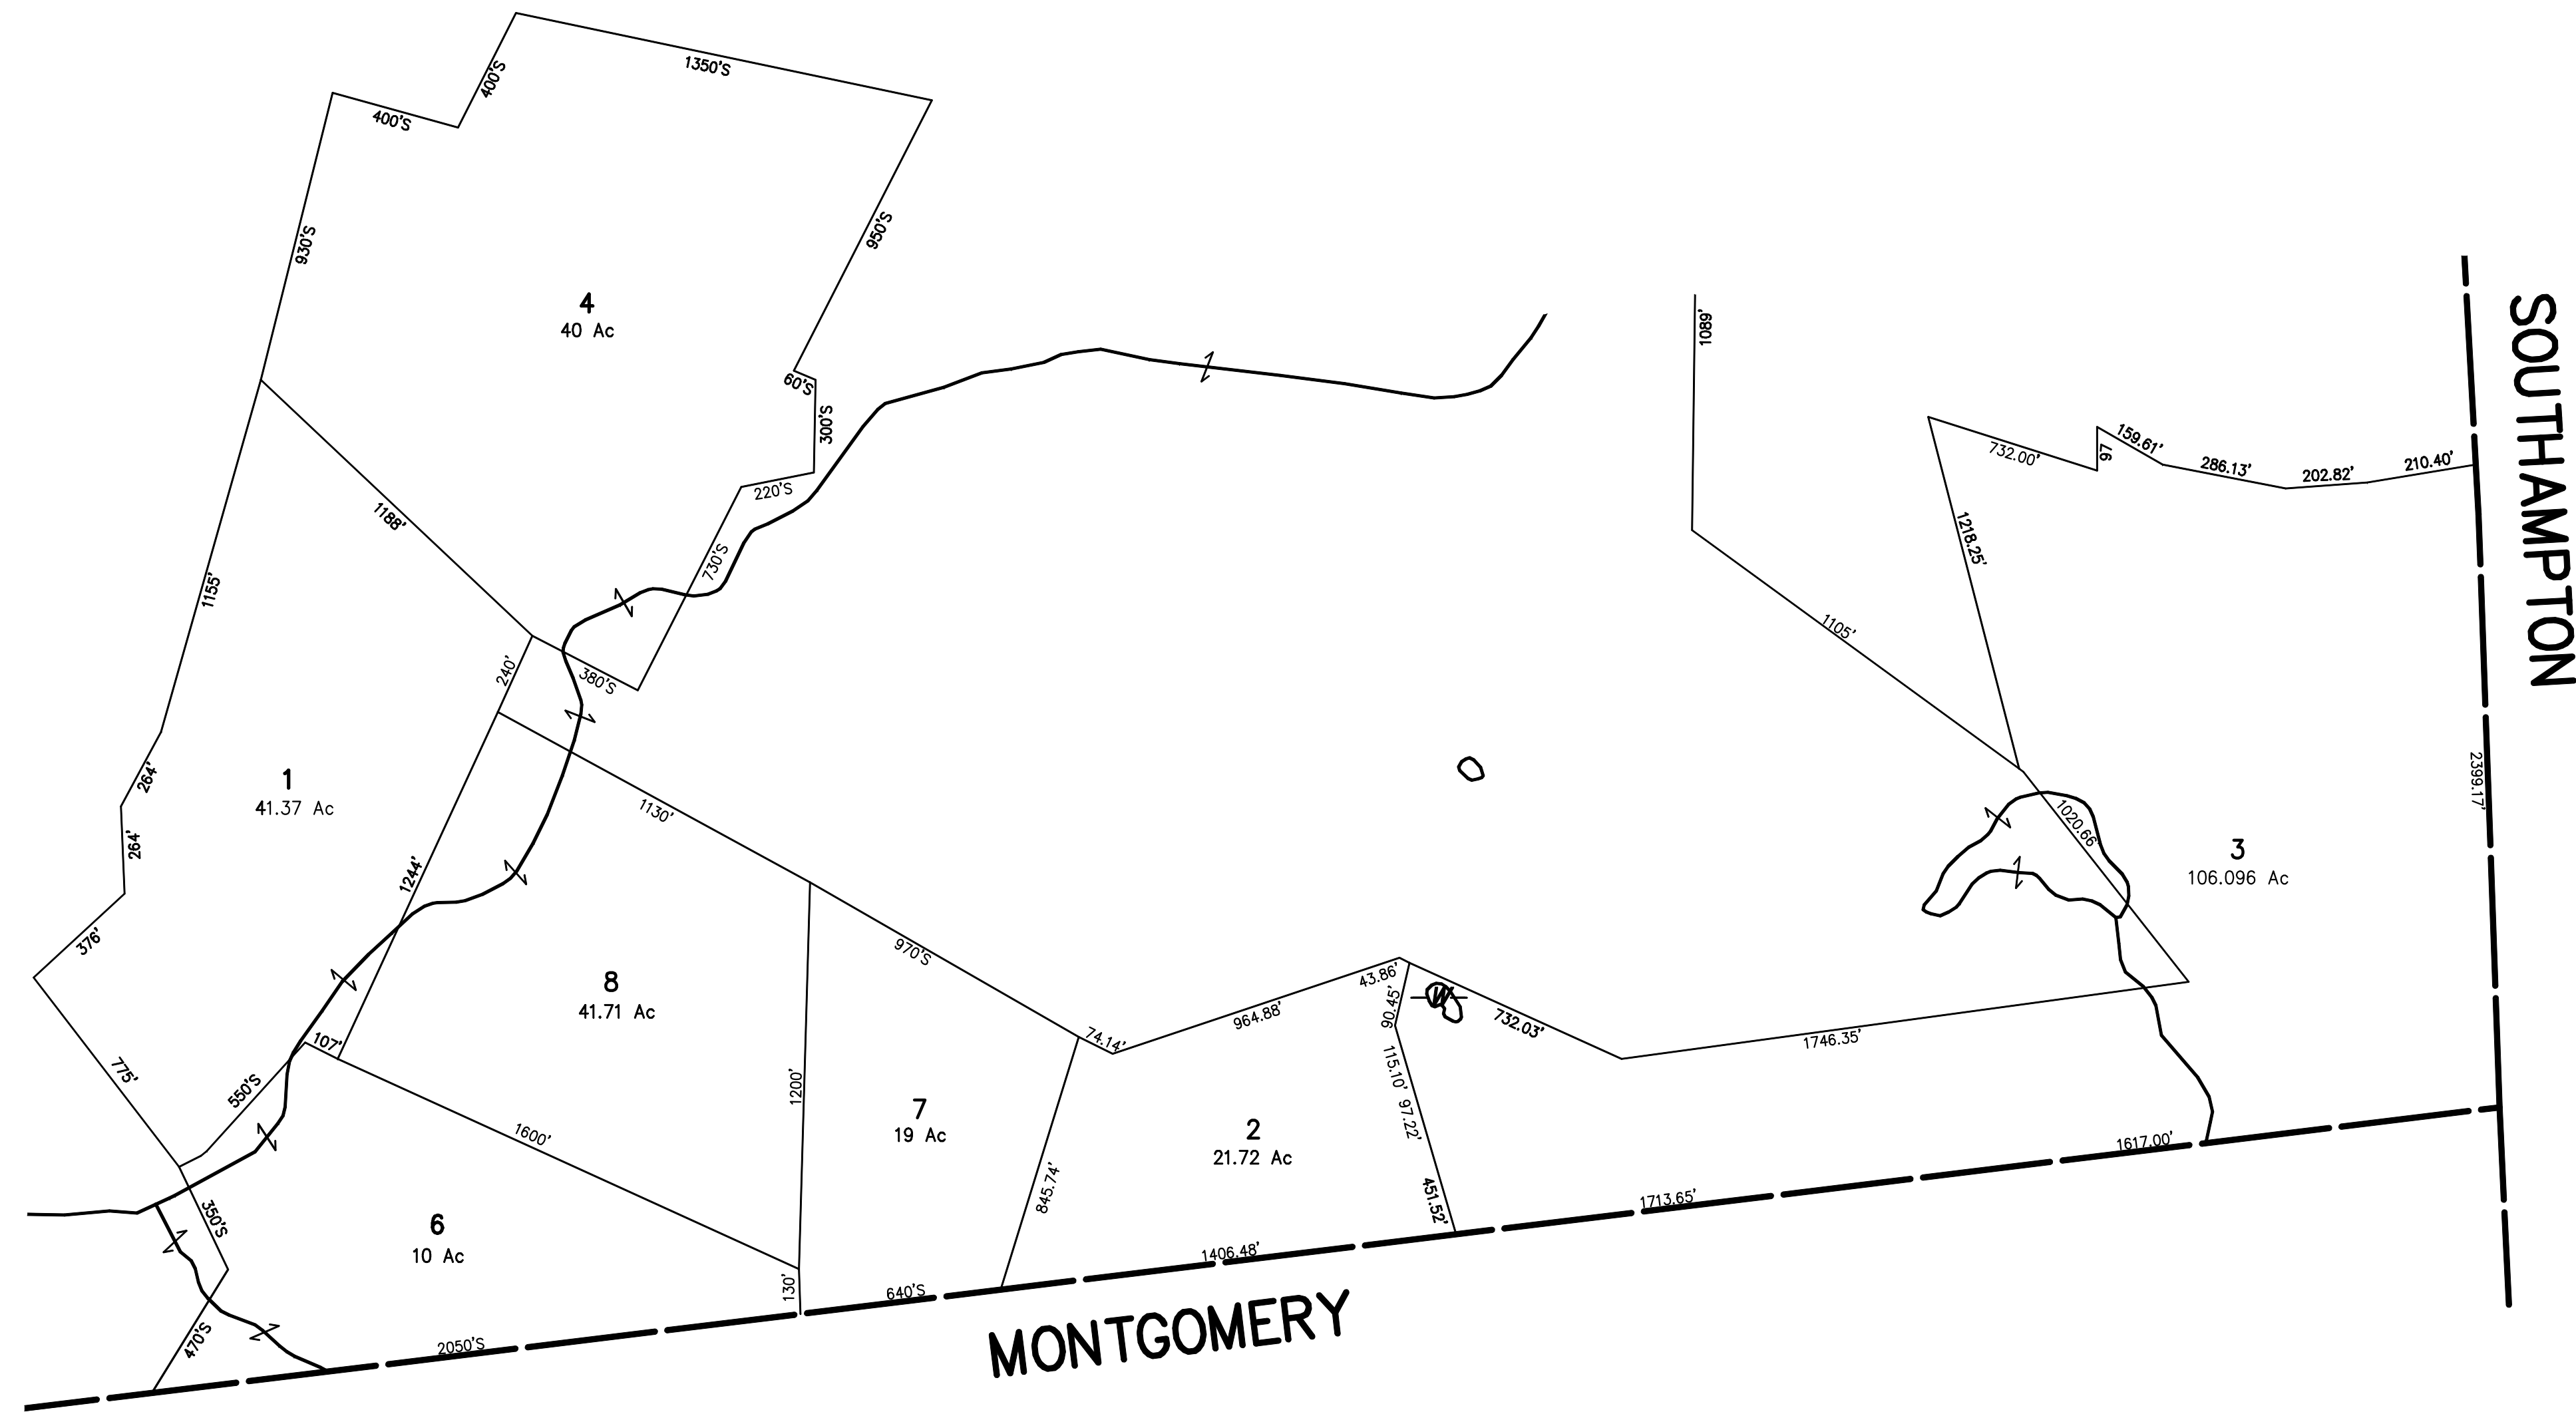 1350'S
400'S
400'S
930'S
950'S
4
40 Ac
60'S
300'S
220'S
730'S
1188'
1155'
240'
380'S
1089'
732.00'
97
159.61'
286.13'
202.82'
210.40'
SOUTHAMPTON
1218.25'
1105'
2399.17'
1020.66'
3
106.096 Ac
1
41.37 Ac
264'
264'
376'
1244'
1130'
970'S
8
41.71 Ac
775'
107'
550'S
1600'
1200'
74.14'
964.88'
43.86'
90.45'
W
732.03'
1746.35'
7
19 Ac
845.74'
2
21.72 Ac
115.10'
97.22'
451.52'
350'S
6
10 Ac
470'S
130'
2050'S
640'S
1406.48'
1713.65'
1617.00'
MONTGOMERY